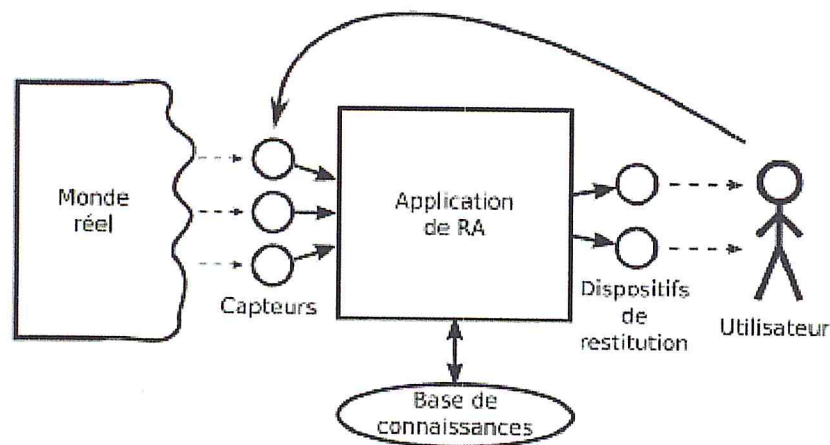 Monde
réel
Capteurs
Application
de RA
Dispositifs
de
restitution
Utilisateur
Base de
connaissances